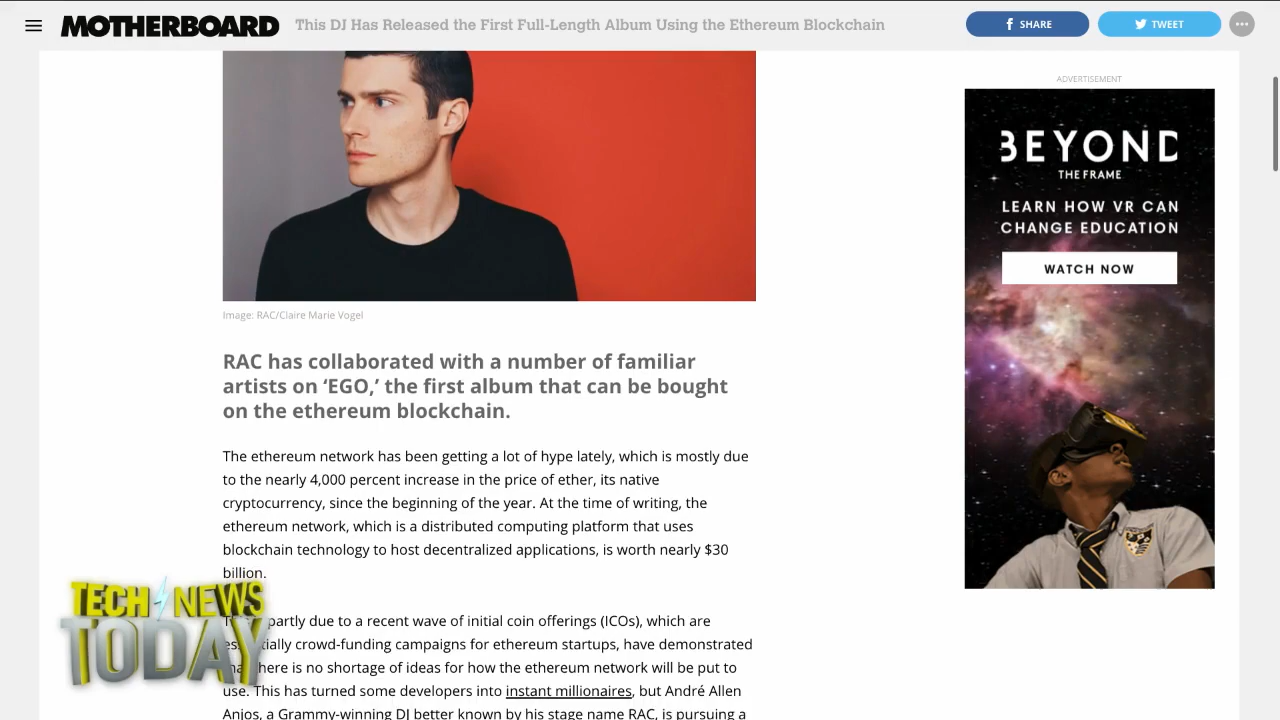 MOTHERBOARD
This DJ Has Released the First Full-Length Album Using the Ethereum Blockchain
SHARE
TWEET
ADVERTISEMENT
BEYOND
THE FRAME
LEARN HOW VR CAN
CHANGE EDUCATION
WATCH NOW
Image: RAC/Claire Marie Vogel
RAC has collaborated with a number of familiar
artists on ‘EGO,’ the first album that can be bought
on the ethereum blockchain.
The ethereum network has been getting a lot of hype lately, which is mostly due
to the nearly 4,000 percent increase in the price of ether, its native
cryptocurrency, since the beginning of the year. At the time of writing, the
ethereum network, which is a distributed computing platform that uses
blockchain technology to host decentralized applications, is worth nearly $30
billion.
partly due to a recent wave of initial coin offerings (ICOs), which are
crowd-funding campaigns for ethereum startups, have demonstrated
there is no shortage of ideas for how the ethereum network will be put to
use. This has turned some developers into instant millionaires, but André Allen
Anjos, a Grammy-winning DJ better known by his stage name RAC, is pursuing a
TECH NEWS
TODAY